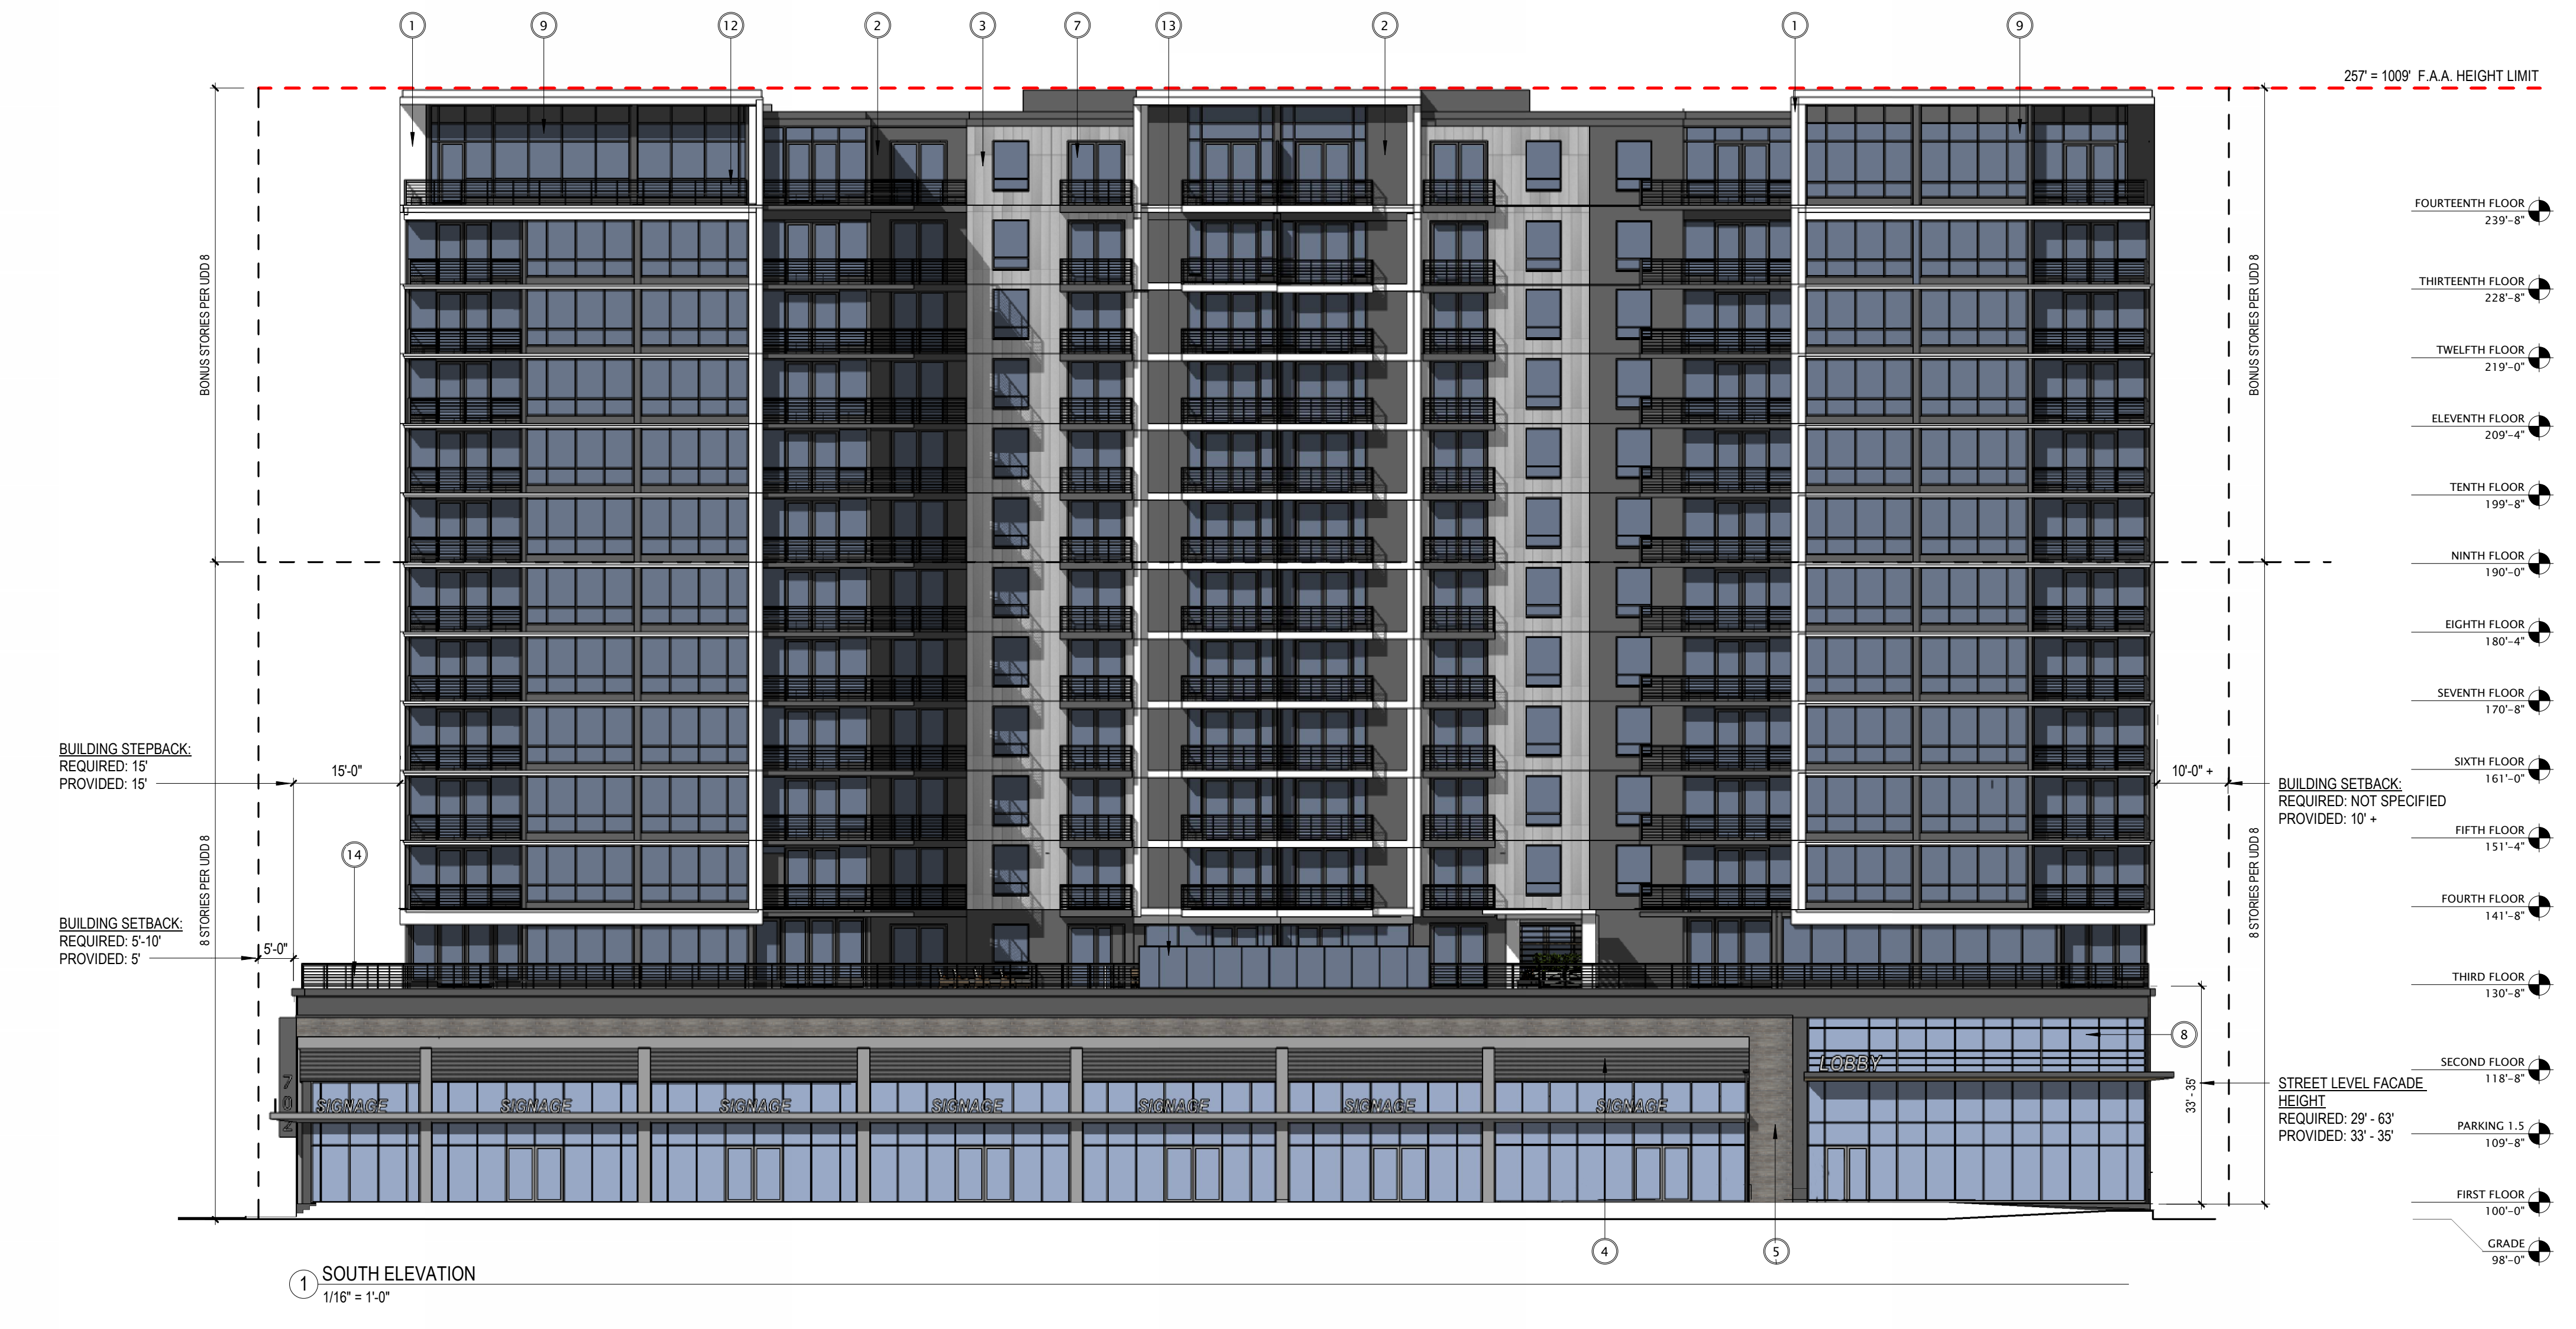 1
9
12
2
3
7
13
2
1
9
257' = 1009' F.A.A. HEIGHT LIMIT
FOURTEENTH FLOOR
239'-8"
THIRTEENTH FLOOR
228'-8"
TWELFTH FLOOR
219'-0"
ELEVENTH FLOOR
209'-4"
TENTH FLOOR
199'-8"
NINTH FLOOR
190'-0"
EIGHTH FLOOR
180'-4"
SEVENTH FLOOR
170'-8"
SIXTH FLOOR
161'-0"
FIFTH FLOOR
151'-4"
FOURTH FLOOR
141'-8"
THIRD FLOOR
130'-8"
SECOND FLOOR
118'-8"
PARKING 1.5
109'-8"
FIRST FLOOR
100'-0"
GRADE
98'-0"
BONUS STORIES PER UDD 8
8 STORIES PER UDD 8
BONUS STORIES PER UDD 8
8 STORIES PER UDD 8
BUILDING STEPBACK:
REQUIRED: 15'
PROVIDED: 15'
15'-0"
14
BUILDING SETBACK:
REQUIRED: 5'-10'
PROVIDED: 5'
5'-0"
10'-0" +
BUILDING SETBACK:
REQUIRED: NOT SPECIFIED
PROVIDED: 10' +
8
33' - 35'
STREET LEVEL FACADE
HEIGHT
REQUIRED: 29' - 63'
PROVIDED: 33' - 35'
LOBBY
702
SIGNAGE
SIGNAGE
SIGNAGE
SIGNAGE
SIGNAGE
SIGNAGE
SIGNAGE
4
5
1
SOUTH ELEVATION
1/16" = 1'-0"